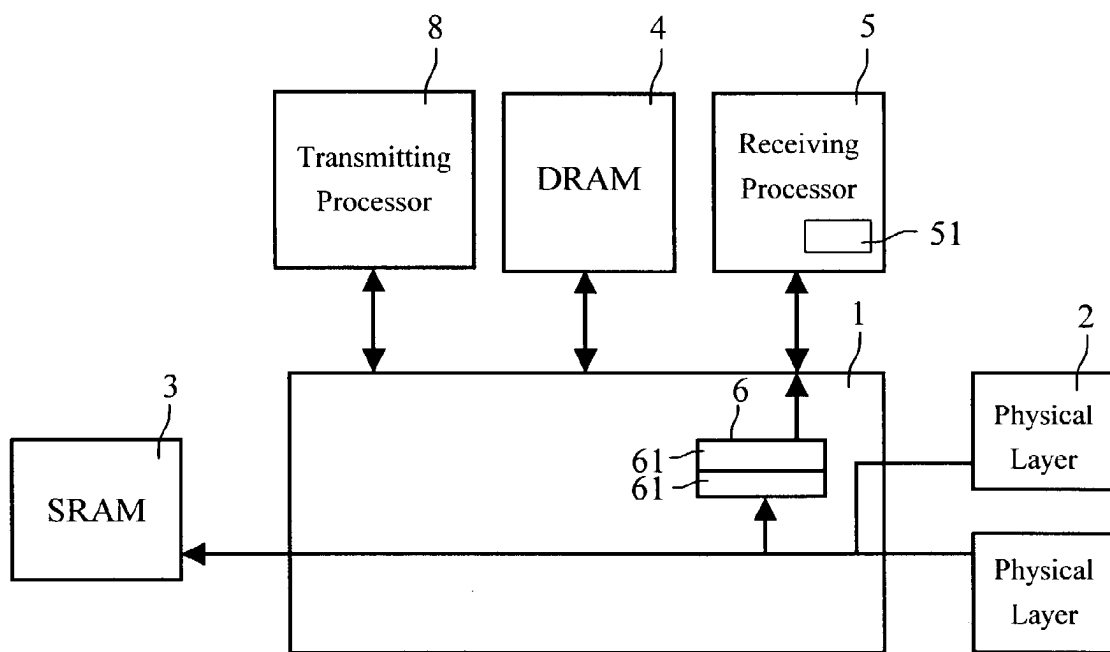 8
4
5
Transmitting
Processor
DRAM
Receiving
Processor
51
1
2
3
6
Physical
Layer
61
61
SRAM
Physical
Layer